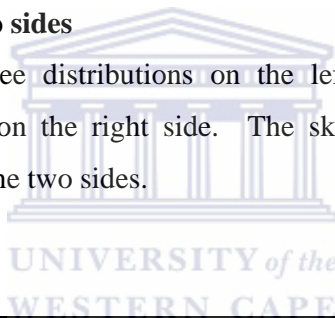 sides
ee distributions on the le
on the right side. The sk
he two sides.
UNIVERSITY of the
WESTERN CAPE